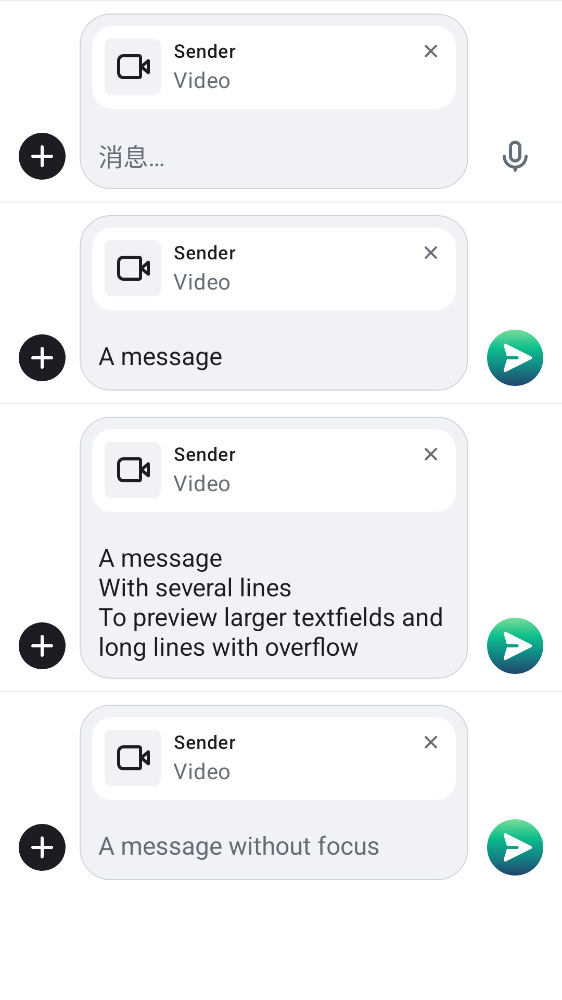 Sender
Video
消息…
Sender
Video
A message
Sender
Video
A message
With several lines
To preview larger textfields and
long lines with overflow
Sender
Video
A message without focus